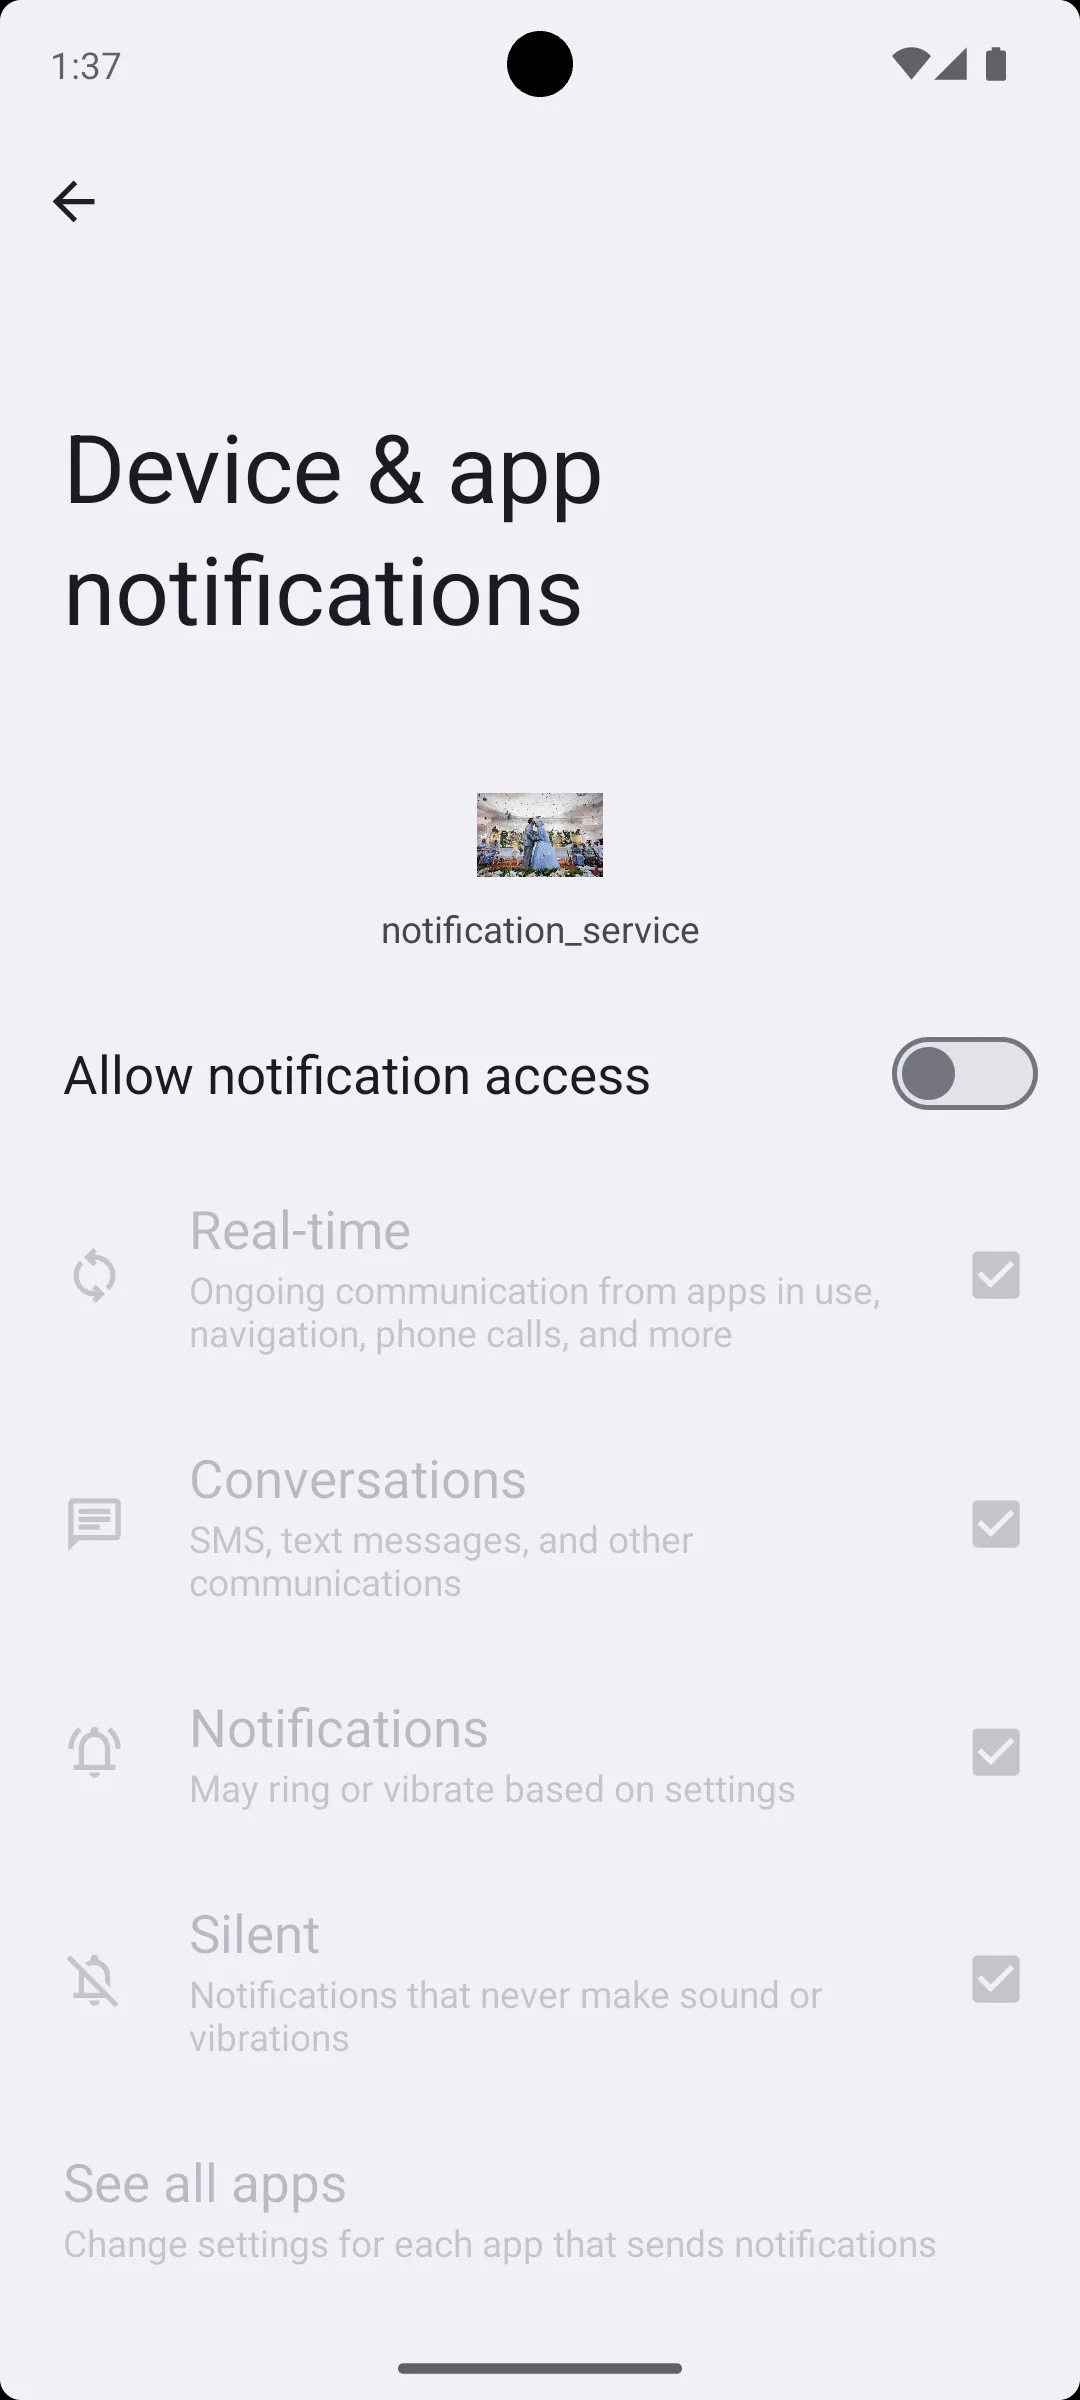 1:37
Device & app
notifications
notification_service
Allow notification access
Real-time
Ongoing communication from apps in use,
navigation, phone calls, and more
Conversations
SMS, text messages, and other
communications
Notifications
May ring or vibrate based on settings
Silent
Notifications that never make sound or
vibrations
See all apps
Change settings for each app that sends notifications